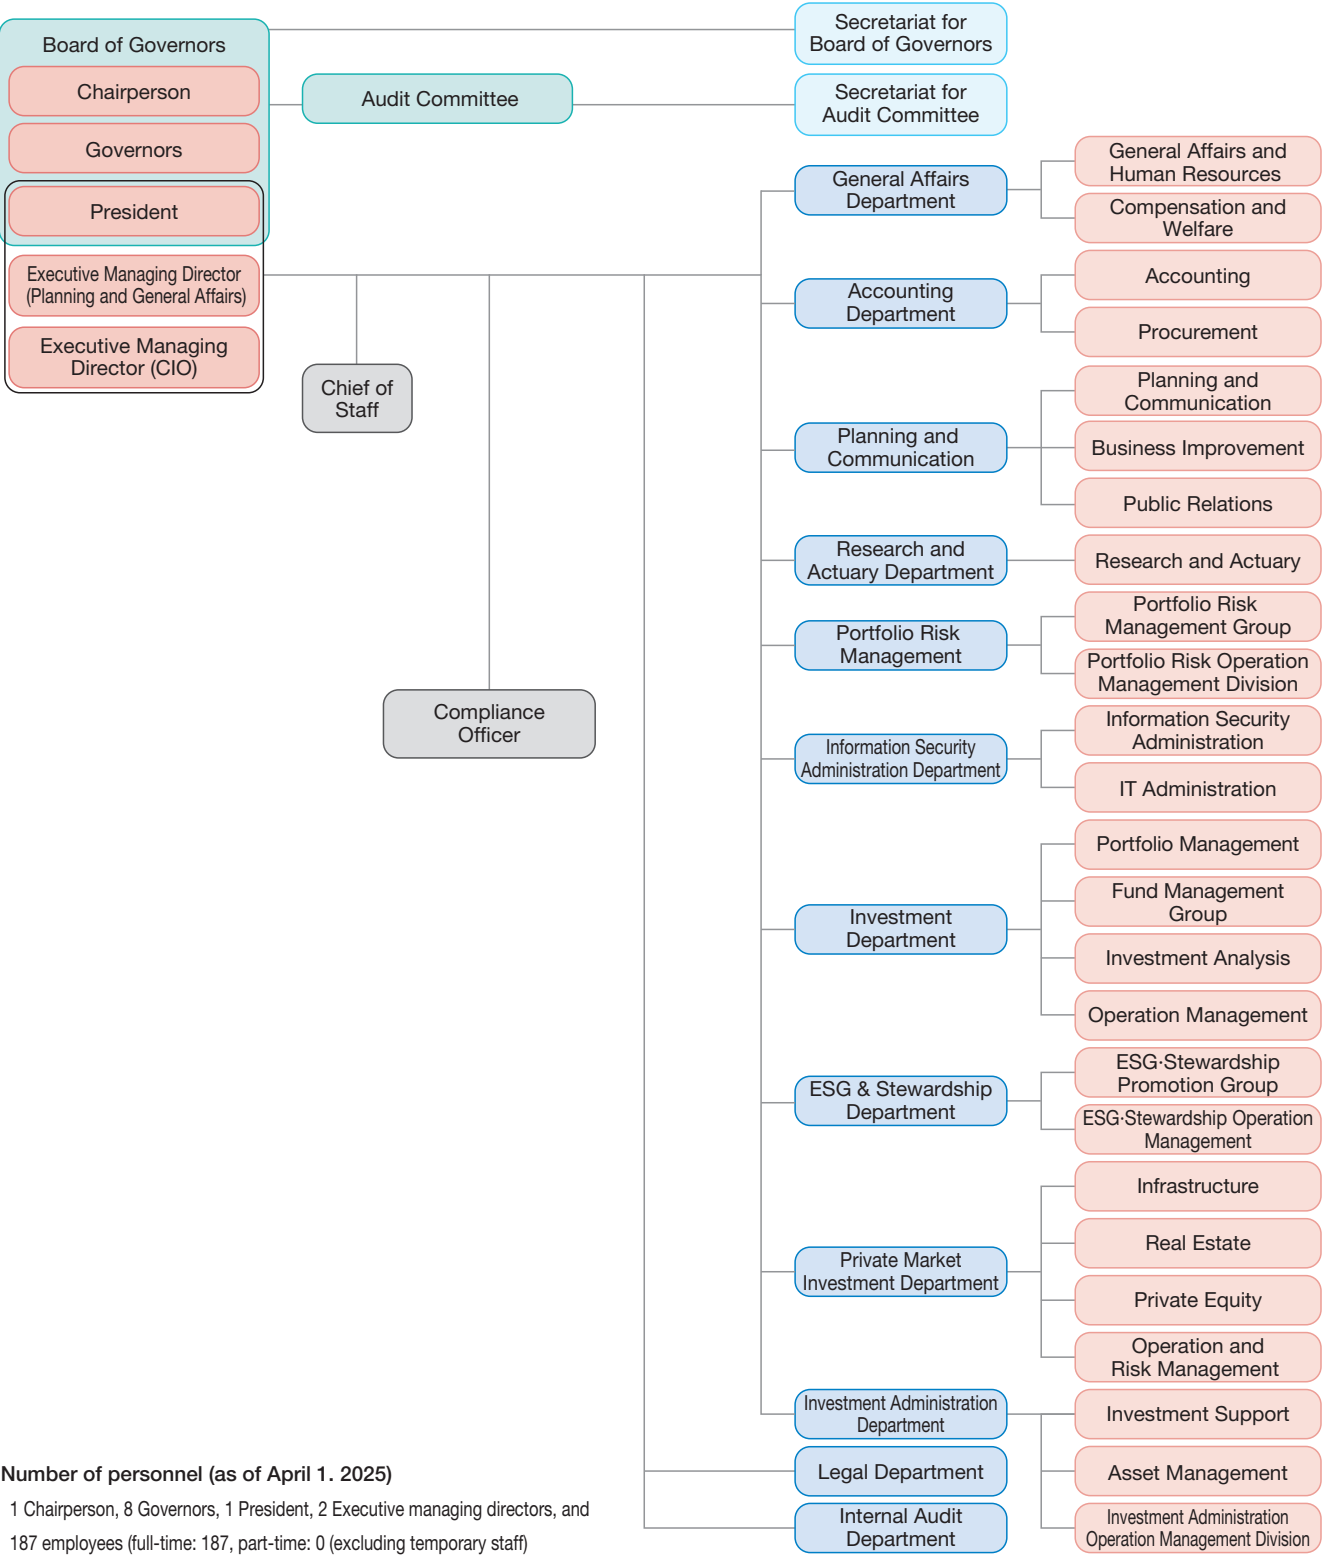 Board of Governors
Chairperson
Governors
President
Executive Managing Director
(Planning and General Affairs)
Executive Managing
Director (CIO)
Audit Committee
Secretariat for
Board of Governors
Secretariat for
Audit Committee
Chief of
Staff
Compliance
Officer
General Affairs
Department
General Affairs and
Human Resources
Compensation and
Welfare
Accounting
Department
Accounting
Procurement
Planning and
Communication
Planning and
Communication
Business Improvement
Public Relations
Research and
Actuary Department
Research and Actuary
Portfolio Risk
Management
Portfolio Risk
Management Group
Portfolio Risk Operation
Management Division
Information Security
Administration Department
Information Security
Administration
IT Administration
Investment
Department
Portfolio Management
Fund Management
Group
Investment Analysis
Operation Management
ESG & Stewardship
Department
ESG·Stewardship
Promotion Group
ESG·Stewardship Operation
Management
Private Market
Investment Department
Infrastructure
Real Estate
Private Equity
Operation and
Risk Management
Investment Administration
Department
Investment Support
Asset Management
Investment Administration
Operation Management Division
Legal Department
Internal Audit
Department
Number of personnel (as of April 1. 2025)
1 Chairperson, 8 Governors, 1 President, 2 Executive managing directors, and
187 employees (full-time: 187, part-time: 0 (excluding temporary staff)